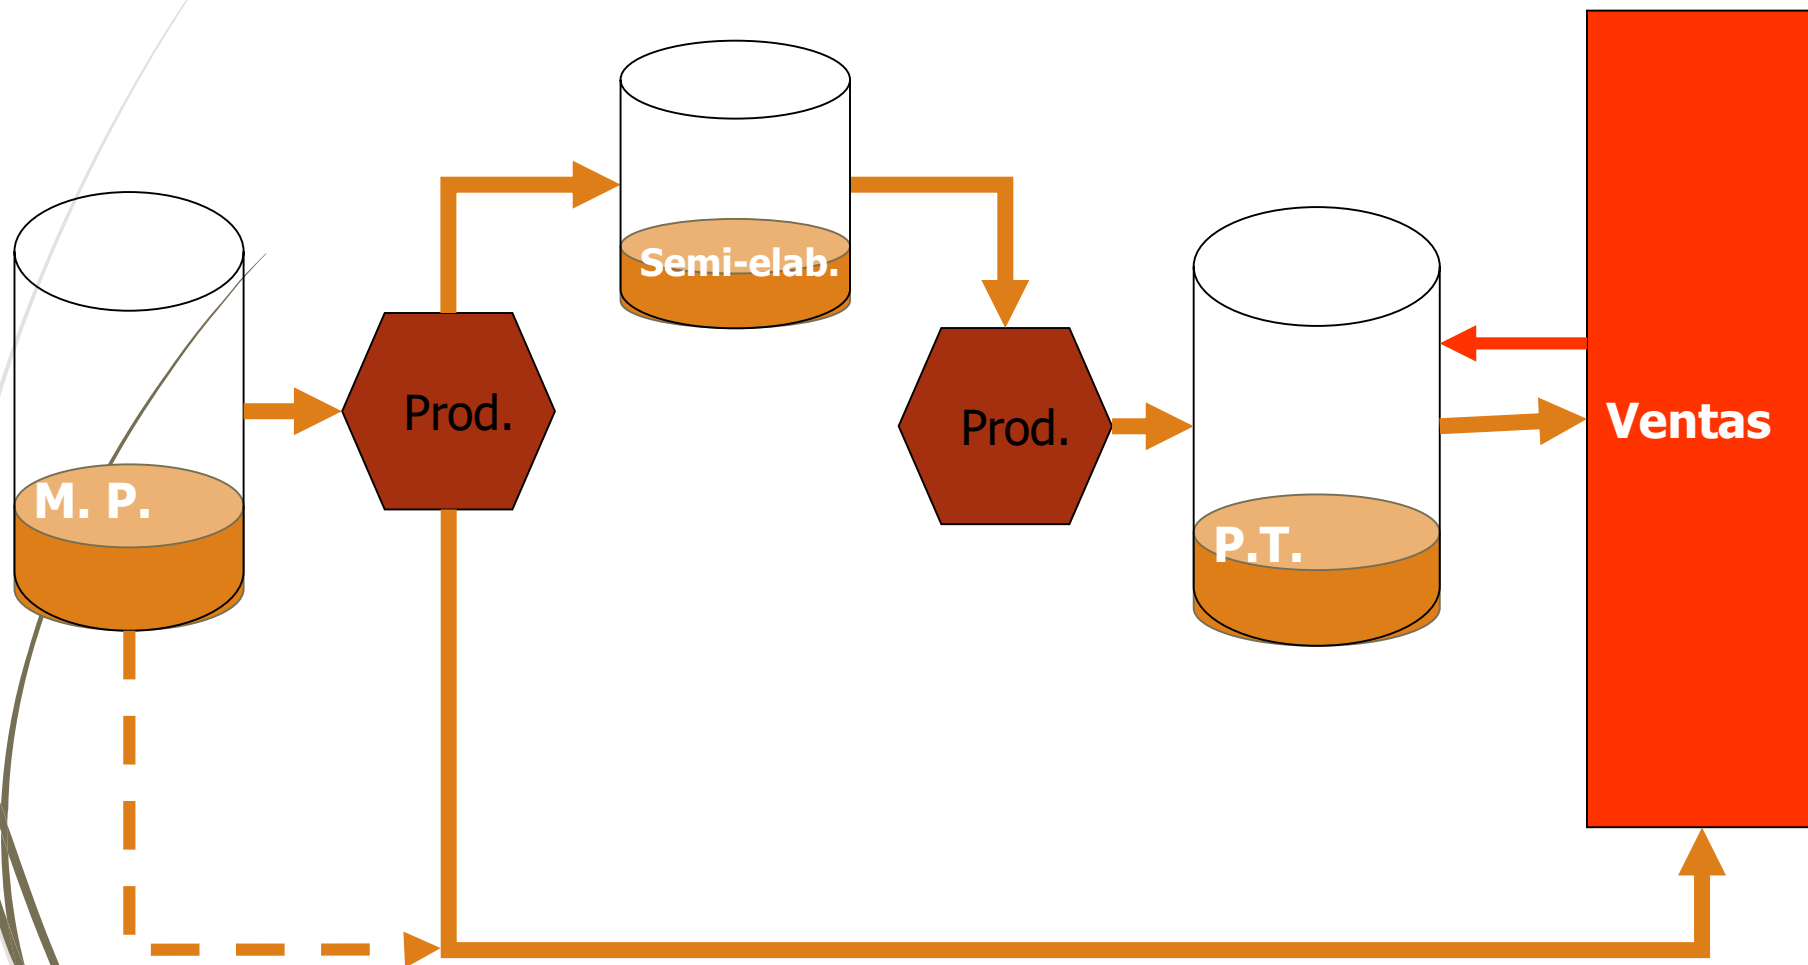 Semi-elab.
Prod.
Prod.
Ventas
M. P.
P.T.